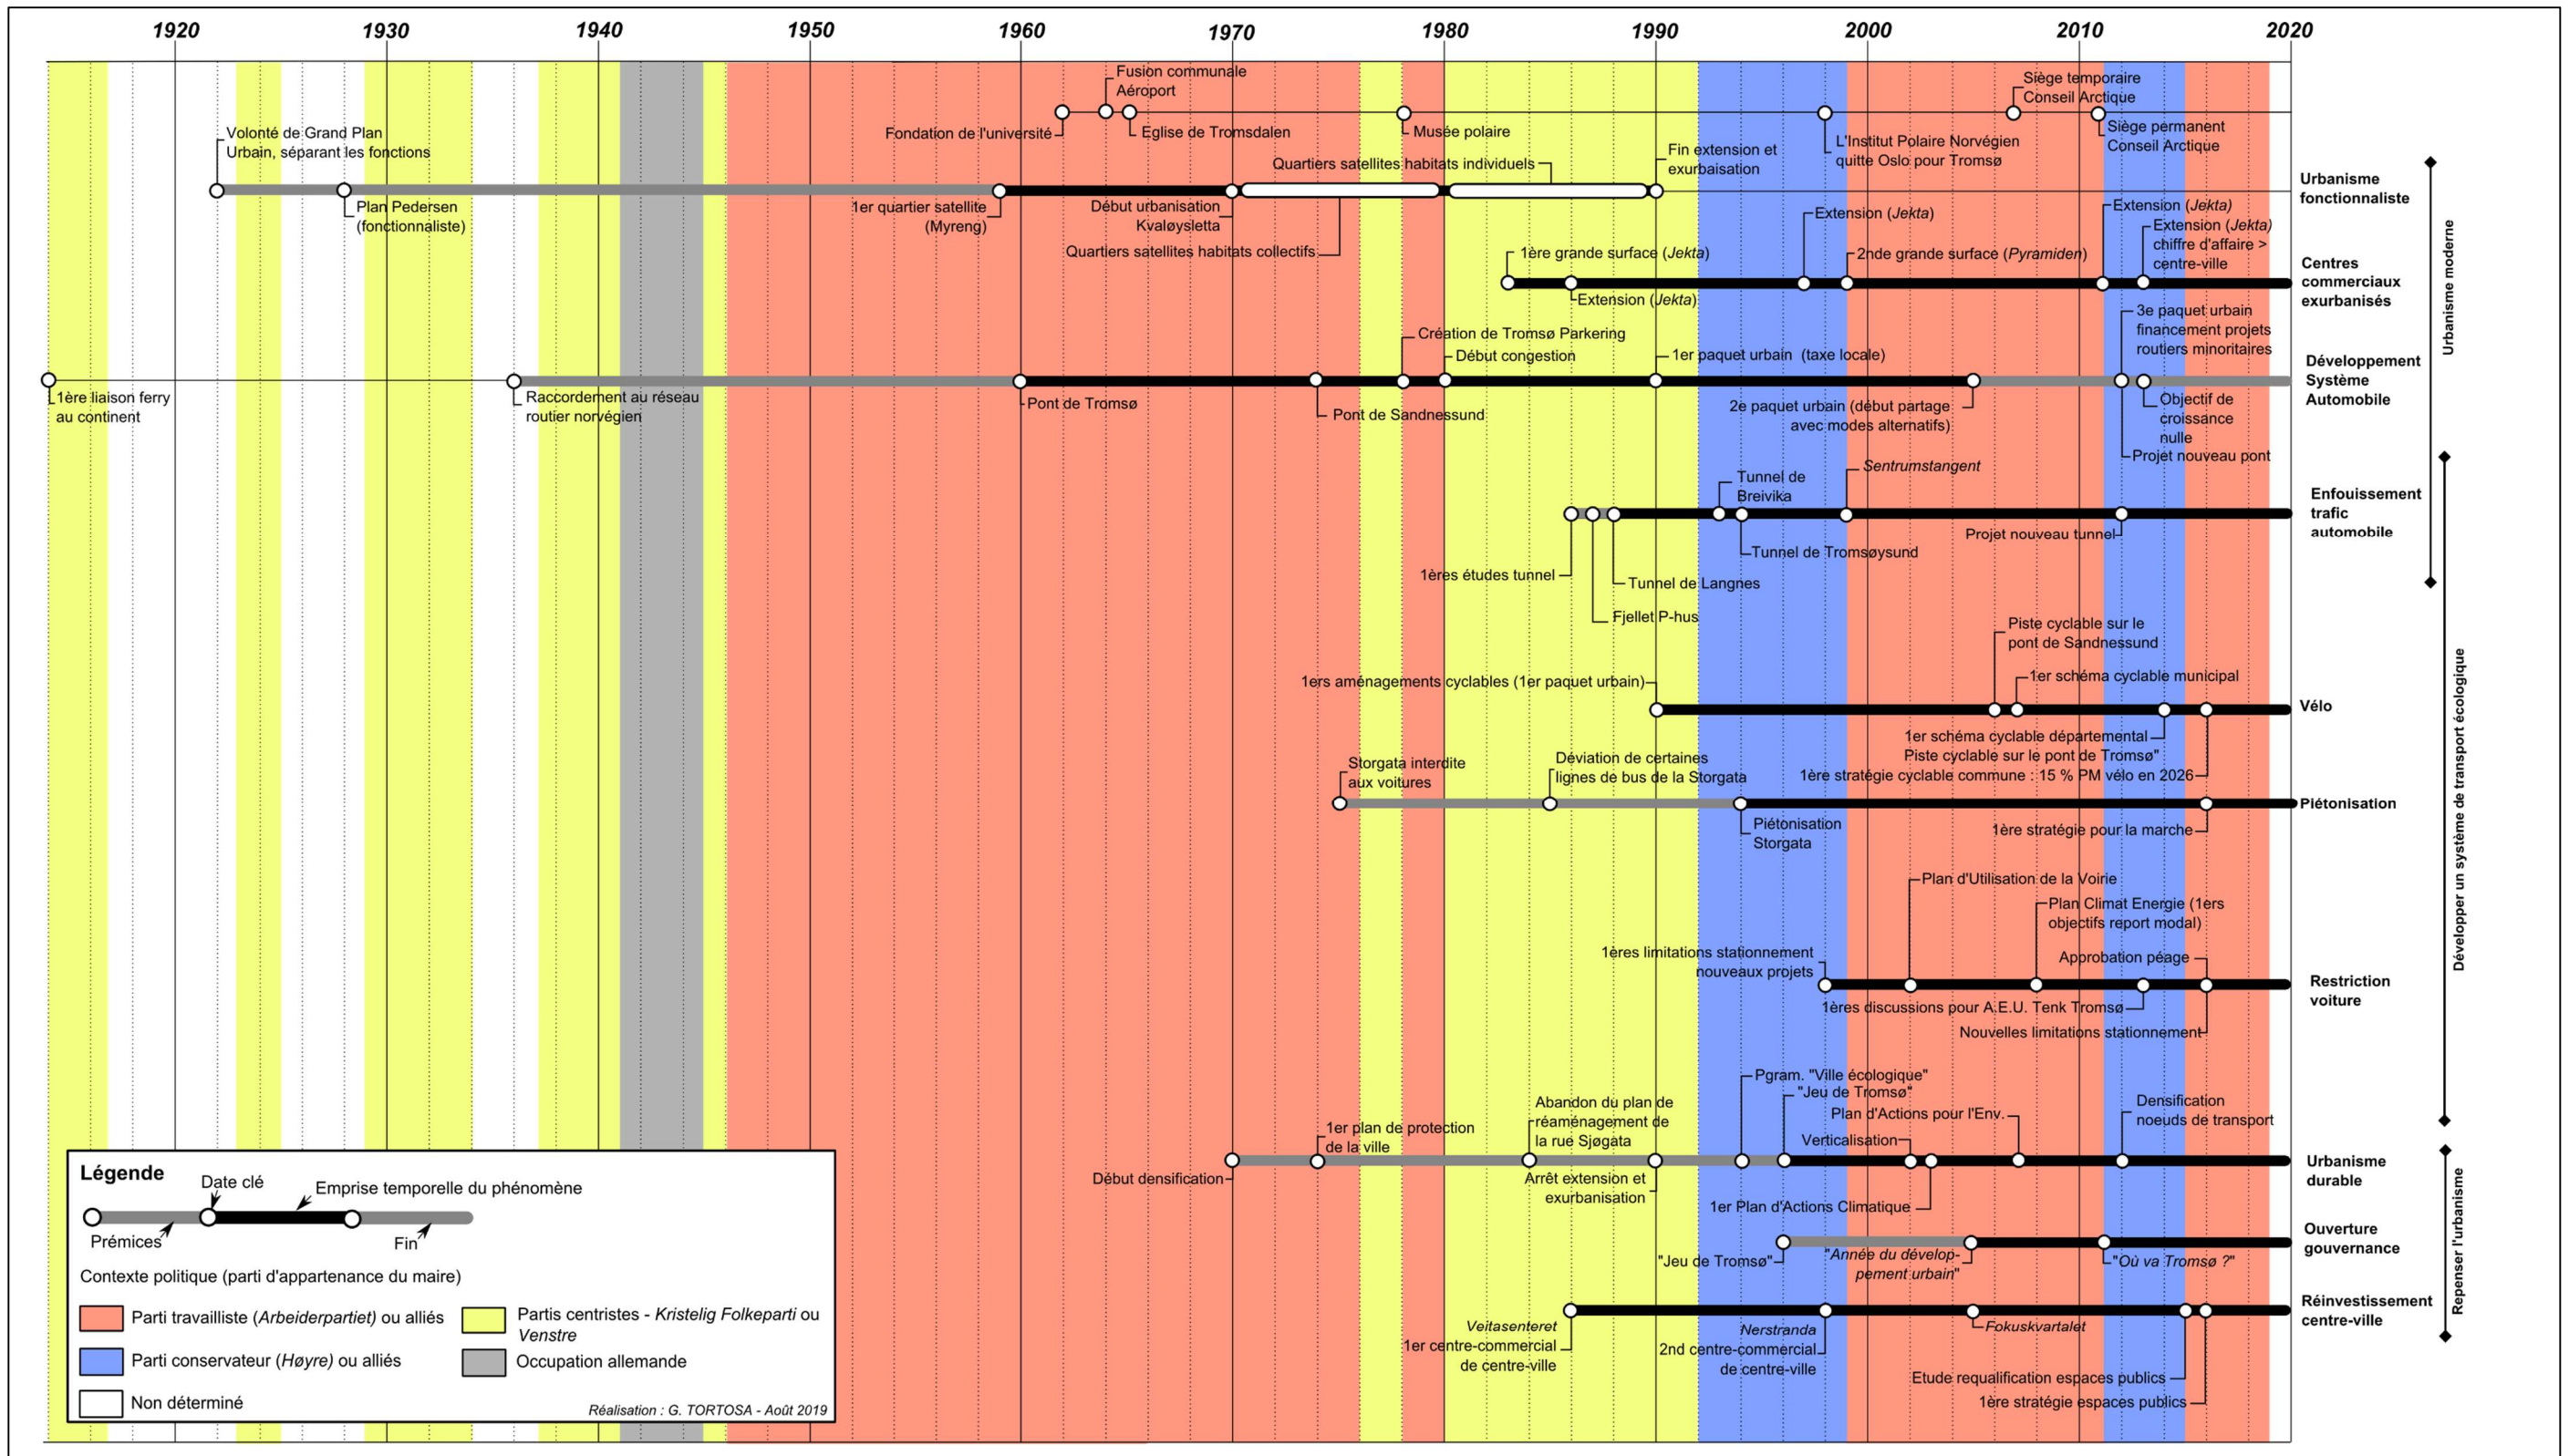 1920
1930
1940
1950
1960
1970
1980
1990
2000
2010
2020
Fusion communale
Aéroport
Fondation de l'université
Eglise de Tromsdalen
Musée polaire
L'Institut Polaire Norvégien
quitte Oslo pour Tromsø
Siège temporaire
Conseil Arctique
Siège permanent
Conseil Arctique
Volonté de Grand Plan
Urbain, séparant les fonctions
Plan Pedersen
(fonctionnaliste)
1er quartier satellite
(Myreng)
Début urbanisation
Kvaløysletta
Quartiers satellites habitats individuels
Quartiers satellites habitats collectifs
Fin extension et
exurbaisation
Urbanisme
fonctionnaliste
1ère grande surface (Jekta)
Extension (Jekta)
Extension (Jekta)
2nde grande surface (Pyramiden)
Extension (Jekta)
Extension (Jekta)
chiffre d'affaire >
centre-ville
Centres
commerciaux
exurbanisés
1ère liaison ferry
au continent
Raccordement au réseau
routier norvégien
Pont de Tromsø
Pont de Sandnessund
Création de Tromsø Parkering
Début congestion
1er paquet urbain (taxe locale)
2e paquet urbain (début partage
avec modes alternatifs)
3e paquet urbain
financement projets
routiers minoritaires
Objectif de
croissance
nulle
Projet nouveau pont
Développement
Système
Automobile
1ères études tunnel
Fjellet P-hus
Tunnel de Langnes
Tunnel de
Breivika
Tunnel de Tromsøysund
Sentrumstangent
Projet nouveau tunnel
Enfouissement
trafic
automobile
Urbanisme moderne
1ers aménagements cyclables (1er paquet urbain)
Piste cyclable sur le
pont de Sandnessund
1er schéma cyclable municipal
1er schéma cyclable départemental
Piste cyclable sur le pont de Tromsø"
1ère stratégie cyclable commune : 15 % PM vélo en 2026
Vélo
Storgata interdite
aux voitures
Déviation de certaines
lignes de bus de la Storgata
Piétonisation
Storgata
1ère stratégie pour la marche
Piétonisation
1ères limitations stationnement
nouveaux projets
Plan d'Utilisation de la Voirie
Plan Climat Energie (1ers
objectifs report modal)
Approbation péage
1ères discussions pour A.E.U. Tenk Tromsø
Nouvelles limitations stationnement
Restriction
voiture
Développer un système de transport écologique
Début densification
1er plan de protection
de la ville
Abandon du plan de
réaménagement de
la rue Sjøgata
Arrêt extension et
exurbanisation
Pgram. "Ville écologique"
"Jeu de Tromsø"
Plan d'Actions pour l'Env.
Verticalisation
1er Plan d'Actions Climatique
Densification
noeuds de transport
Urbanisme
durable
"Jeu de Tromsø"
"Année du dévelop-
pement urbain"
"Où va Tromsø ?"
Ouverture
gouvernance
Veitasenteret
1er centre-commercial
de centre-ville
Nerstranda
2nd centre-commercial
de centre-ville
Fokuskvartalet
Etude requalification espaces publics
1ère stratégie espaces publics
Réinvestissement
centre-ville
Repenser l'urbanisme
Légende
Date clé
Emprise temporelle du phénomène
Prémices
Fin
Contexte politique (parti d'appartenance du maire)
Parti travailliste (Arbeiderpartiet) ou alliés
Partis centristes - Kristelig Folkeparti ou
Venstre
Parti conservateur (Høyre) ou alliés
Occupation allemande
Non déterminé
Réalisation : G. TORTOSA - Août 2019